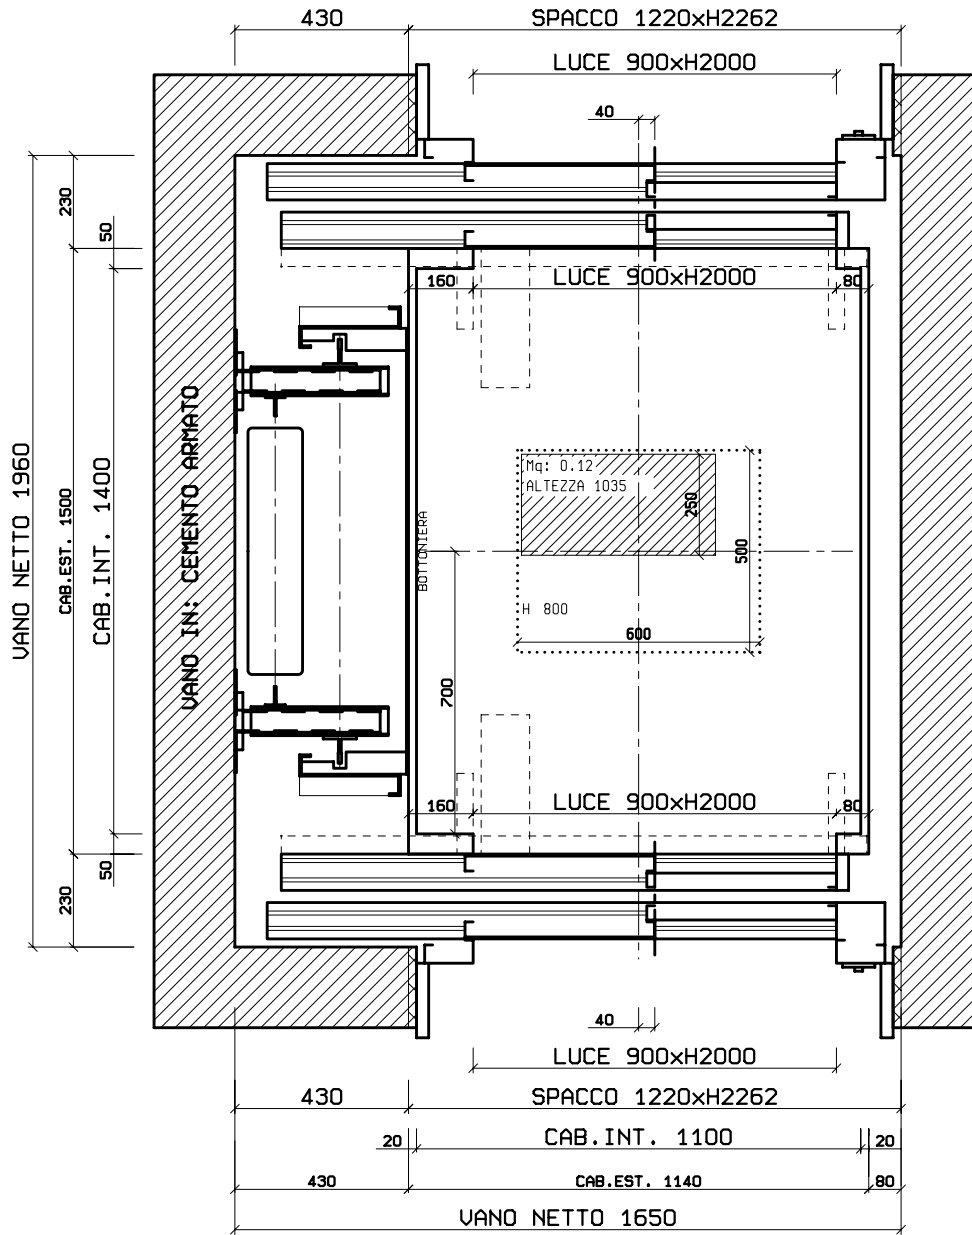 430
SPACCO 1220xH2262
LUCE 900xH2000
40
230
50
160
LUCE 900xH2000
80
VANO NETTO 1960
CAB.EST. 1500
CAB.INT. 1400
VANO IN: CEMENTO ARMATO
BOTTONIERA
Mq: 0.12
ALTEZZA 1035
250
500
H 800
600
700
160
LUCE 900xH2000
80
50
230
40
LUCE 900xH2000
430
SPACCO 1220xH2262
20
CAB.INT. 1100
20
430
CAB.EST. 1140
80
VANO NETTO 1650